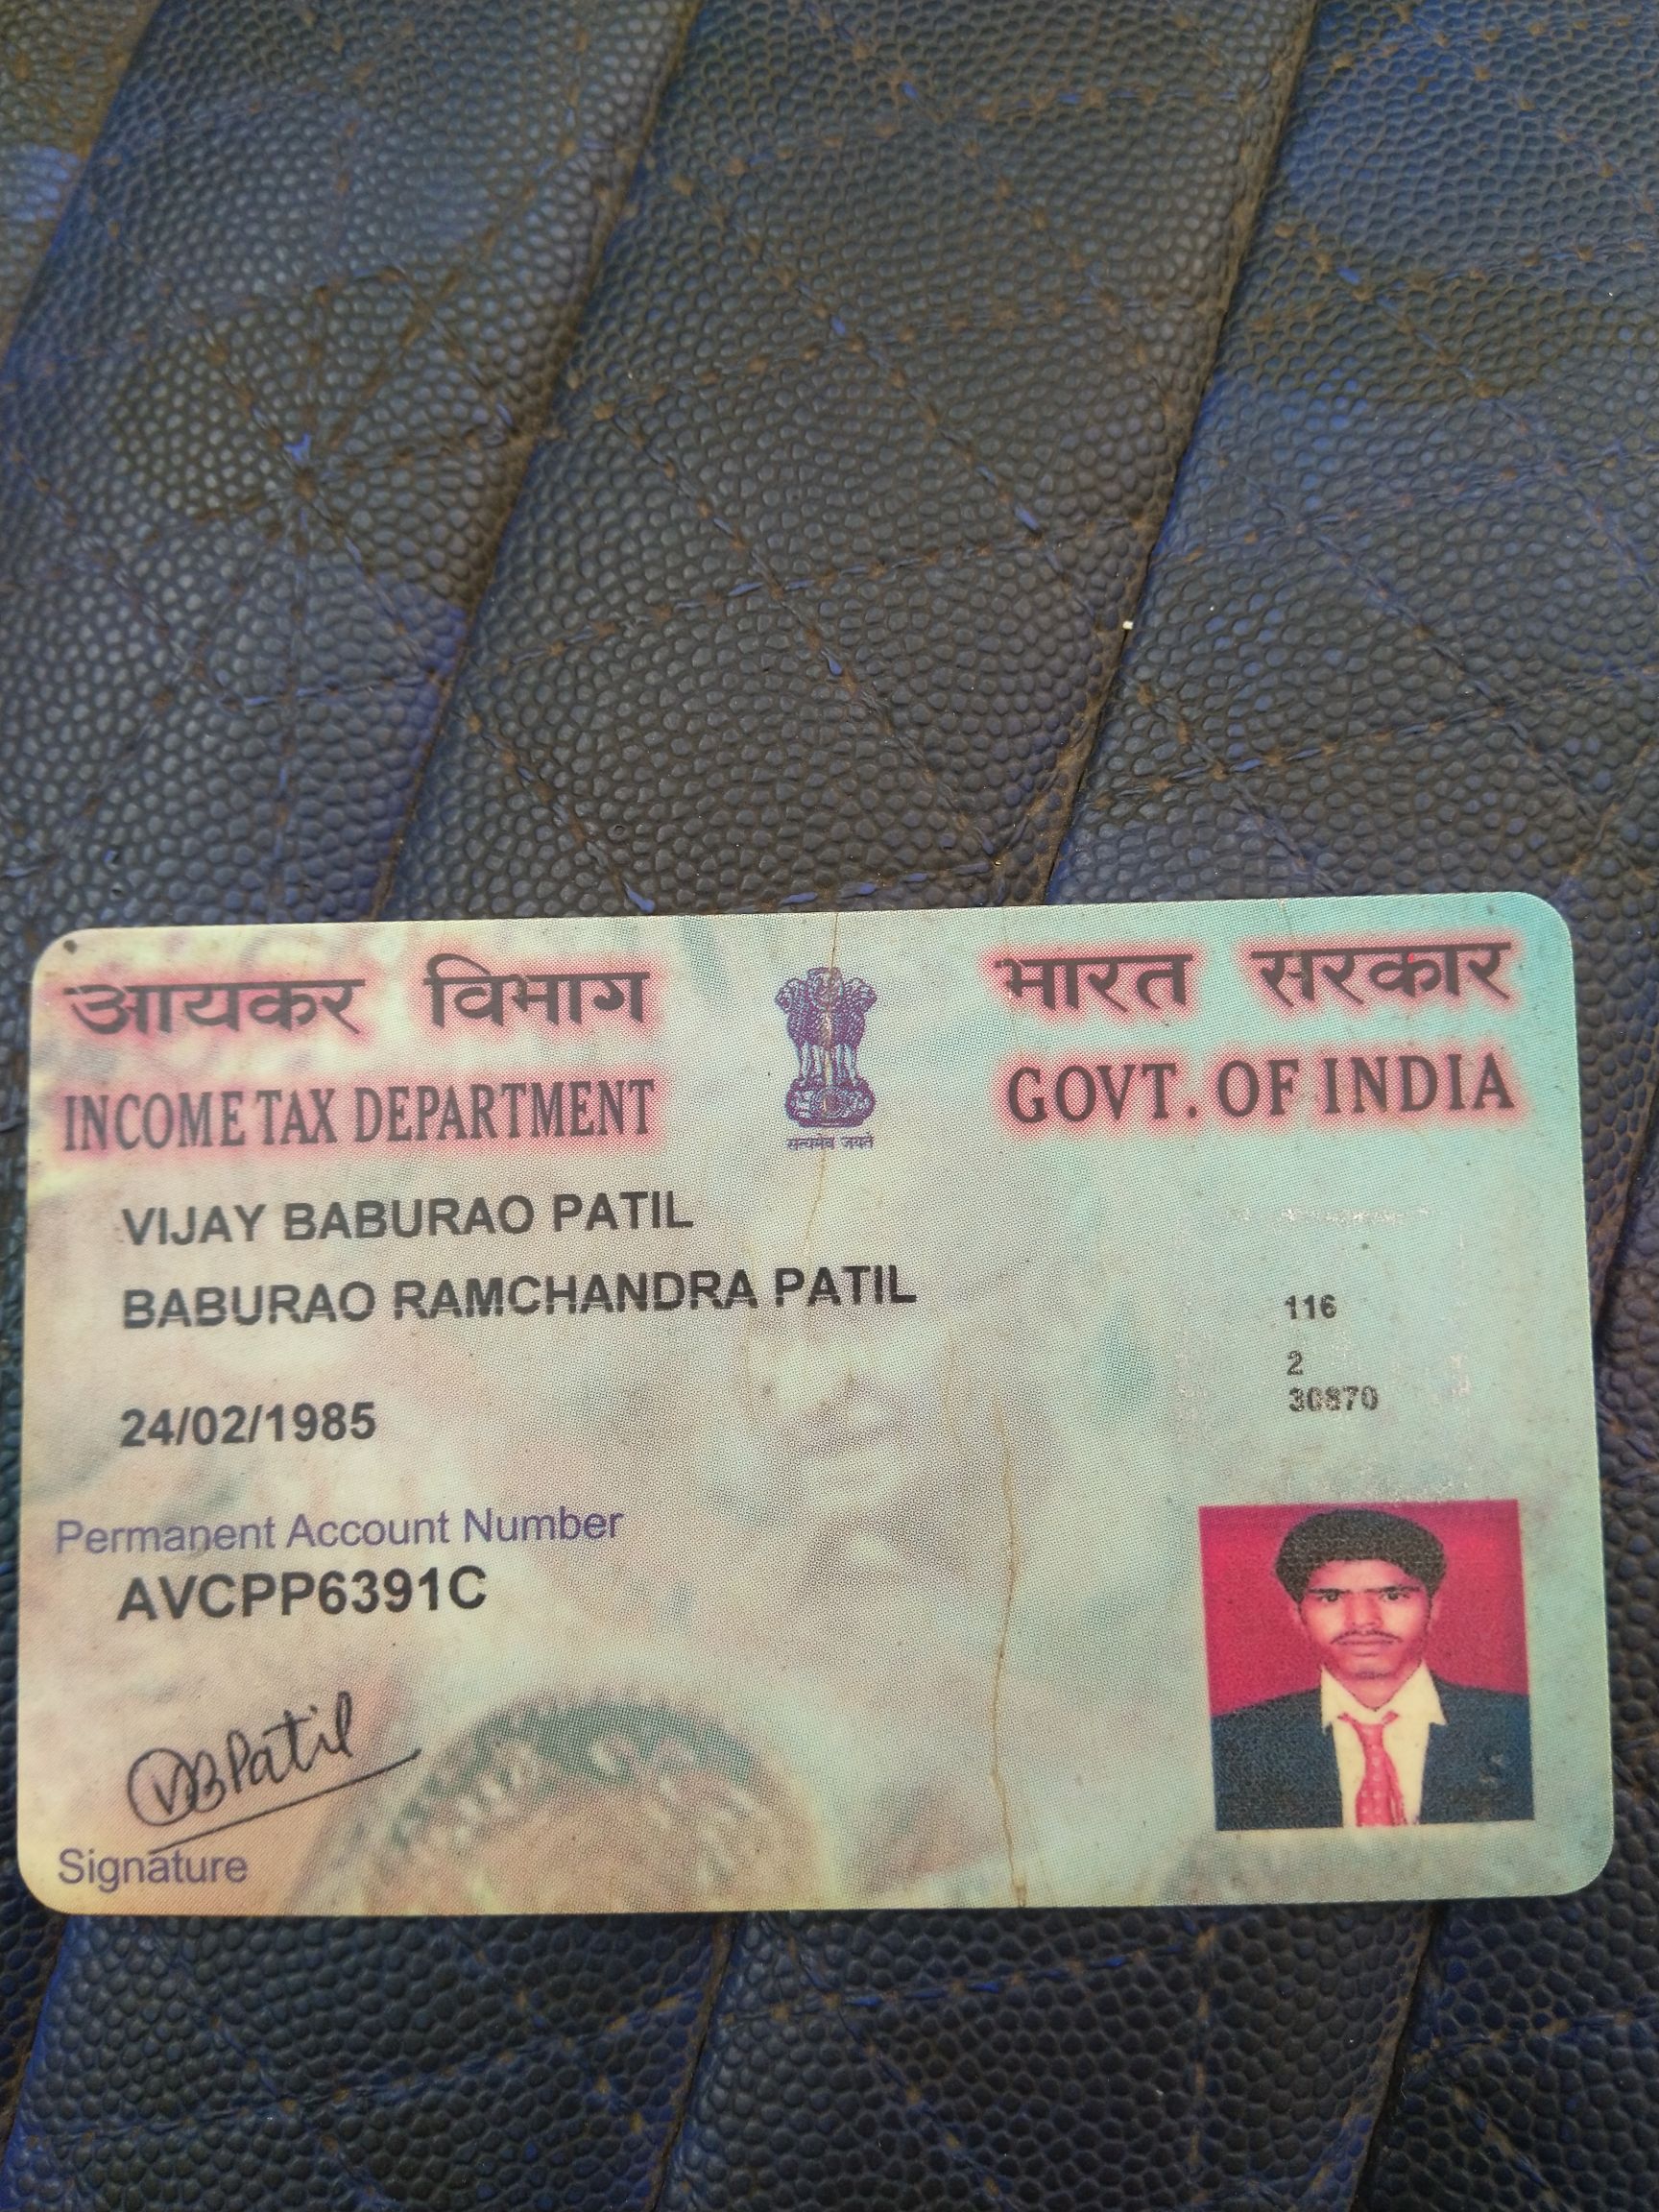 आयकर विभाग
INCOME TAX DEPARTMENT
सत्यमेव जयते
भारत सरकार
GOVT. OF INDIA
VIJAY BABURAO PATIL
BABURAO RAMCHANDRA PATIL
24/02/1985
116
2
30870
Permanent Account Number
AVCPP6391C
VBPatil
Signature